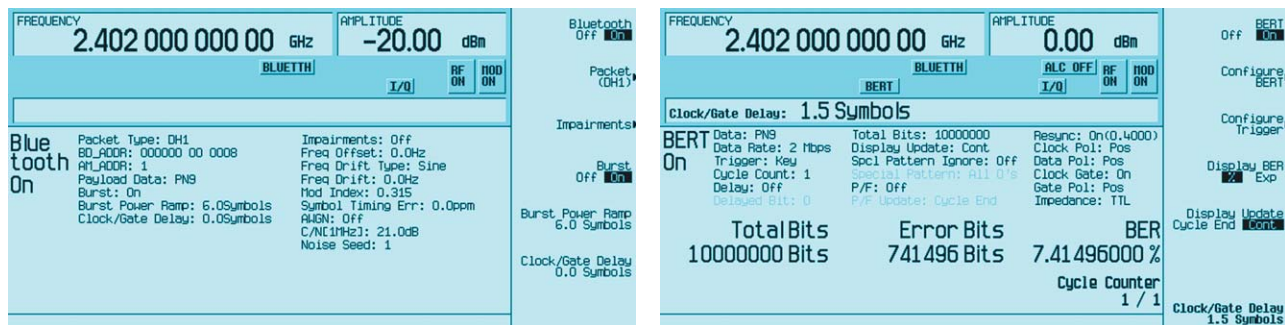 FREQUENCY
2.402 000 000 00 GHz
AMPLITUDE
-20.00 dBm
BLUETTH
I/Q
RF ON
MOD ON
Bluetooth On
Packet Type: DH1
BD_ADDR: 000000 00 0008
AM_ADDR: 1
Payload Data: PN9
Burst: On
Burst Power Ramp: 6.0Symbols
Clock/Gate Delay: 0.0Symbols
Impairments: Off
Freq Offset: 0.0Hz
Freq Drift Type: Sine
Freq Drift: 0.0Hz
Mod Index: 0.315
Symbol Timing Err: 0.0ppm
AWGN: Off
C/N[1MHz]: 21.0dB
Noise Seed: 1
Bluetooth
Off On
Packet
(DH1)
Impairments
Burst
Off On
Burst Power Ramp
6.0 Symbols
Clock/Gate Delay
0.0 Symbols
FREQUENCY
2.402 000 000 00 GHz
AMPLITUDE
0.00 dBm
BLUETTH
ALC OFF
RF ON
MOD ON
BERT
I/Q
Clock/Gate Delay: 1.5 Symbols
BERT On
Data: PN9
Data Rate: 2 Mbps
Trigger: Key
Cycle Count: 1
Delay: Off
Delayed Bit: 0
Total Bits: 10000000
Display Update: Cont
Spcl Pattern Ignore: Off
Special Pattern: All 0's
P/F: Off
P/F Update: Cycle End
Resync: On(0.4000)
Clock Pol: Pos
Data Pol: Pos
Clock Gate: On
Gate Pol: Pos
Impedance: TTL
Total Bits
10000000 Bits
Error Bits
741496 Bits
BER
7.41496000 %
Cycle Counter
1 / 1
BERT
Off On
Configure
BERT
Configure
Trigger
Display BER
% Exp
Display Update
Cycle End Cont
Clock/Gate Delay
1.5 Symbols